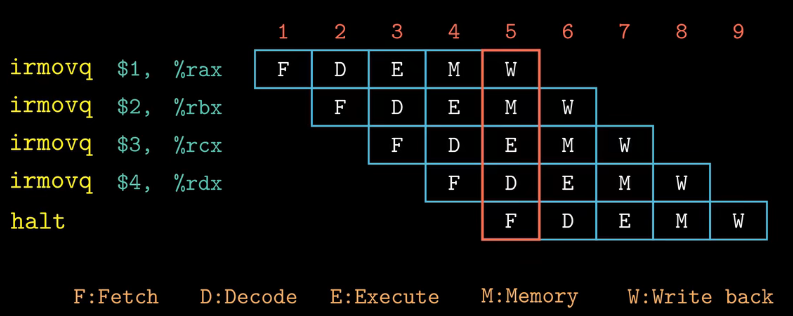 1 2 3 4 5 6 7 8 9
irmovq $1, %rax F D E M W
irmovq $2, %rbx F D E M W
irmovq $3, %rcx F D E M W
irmovq $4, %rdx F D E M W
halt F D E M W
F:Fetch D:Decode E:Execute M:Memory W:Write back